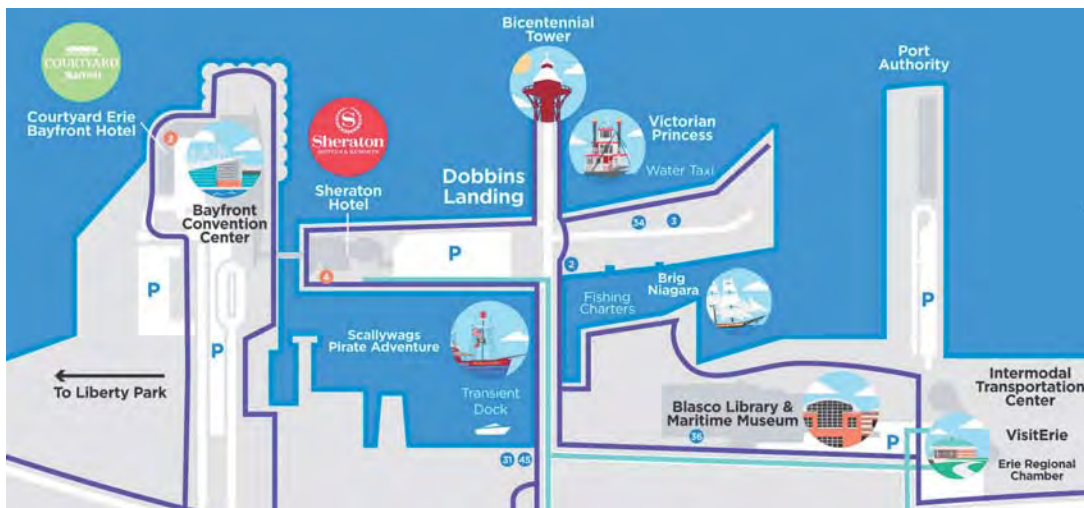 COURTYARD
Courtyard Erie
Bayfront Hotel
2
Bayfront
Convention
Center
P
P
To Liberty Park
S
Sheraton
Sheraton
Hotel
4
Dobbins
Landing
P
Bicentennial
Tower
Victorian
Princess
Water Taxi
34
3
2
Fishing
Charters
Brig
Niagara
Scallywags
Pirate Adventure
Transient
Dock
31
45
Port
Authority
P
Blasco Library &
Maritime Museum
36
P
Intermodal
Transportation
Center
VisitErie
Erie Regional
Chamber